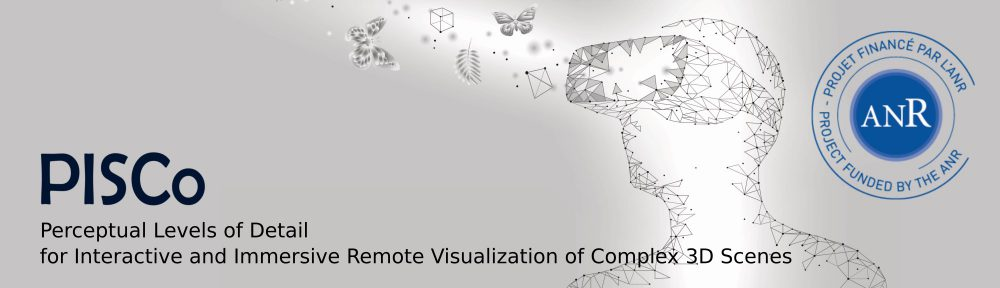 PISCo
Perceptual Levels of Detail
for Interactive and Immersive Remote Visualization of Complex 3D Scenes
PROJET FINANCÉ PAR L'ANR -
PROJECT FUNDED BY THE ANR
ANR